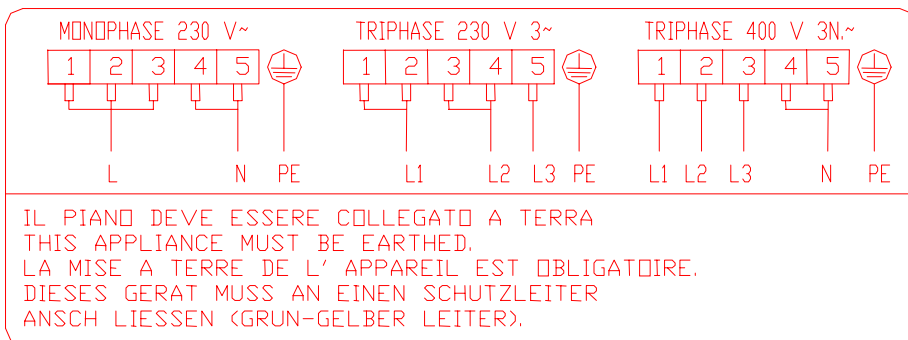 MONOPHASE 230 V~ TRIPHASE 230 V 3~ TRIPHASE 400 V 3N.~
1 2 3 4 5 1 2 3 4 5 1 2 3 4 5
L N PE L1 L2 L3 PE L1 L2 L3 N PE
IL PIANO DEVE ESSERE COLLEGATO A TERRA
THIS APPLIANCE MUST BE EARTHED.
LA MISE A TERRE DE L' APPAREIL EST OBLIGATOIRE.
DIESES GERAT MUSS AN EINEN SCHUTZLEITER
ANSCH LIESSEN (GRUN-GELBER LEITER).